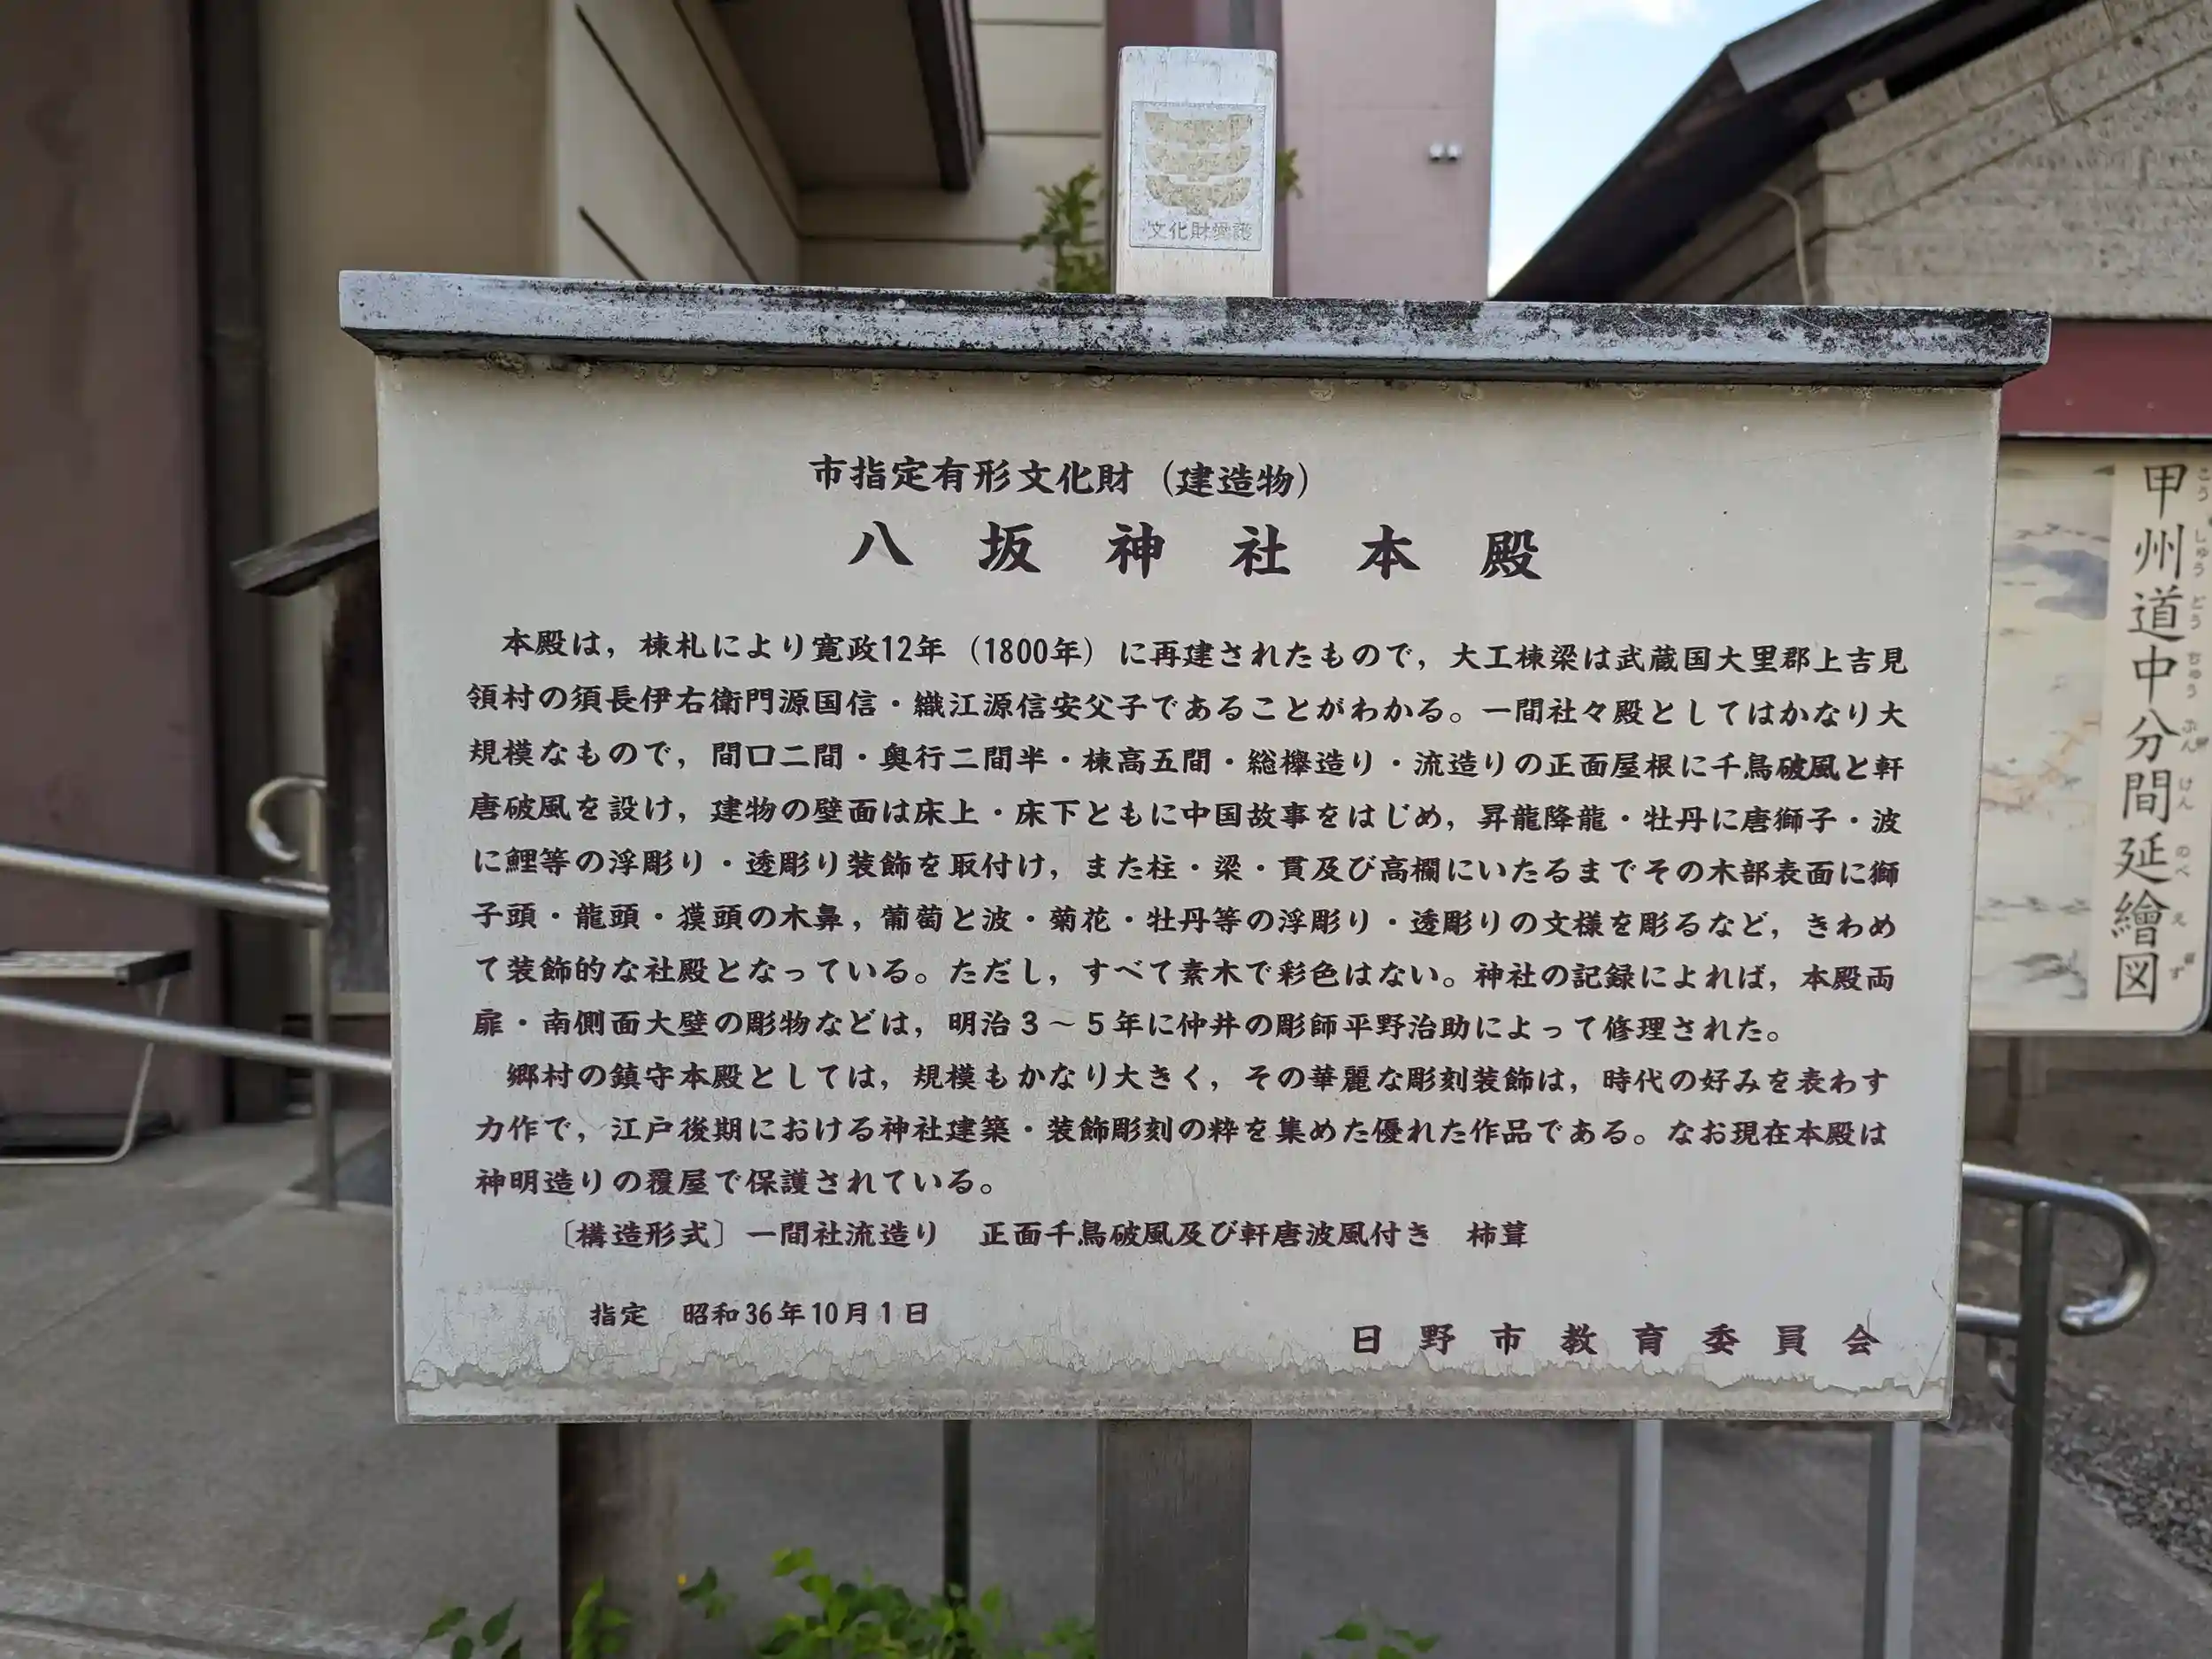 文化財愛護
市指定有形文化財（建造物）
八坂神社本殿
本殿は，棟札により寛政12年（1800年）に再建されたもので，大工棟梁は武蔵国大里郡上吉見
領村の須長伊右衛門源国信・織江源信安父子であることがわかる。一間社々殿としてはかなり大
規模なもので，間口二間・奥行二間半・棟高五間・総欅造り・流造りの正面屋根に千鳥破風と軒
唐破風を設け，建物の壁面は床上・床下ともに中国故事をはじめ，昇龍降龍・牡丹に唐獅子・波
に鯉等の浮彫り・透彫り装飾を取付け，また柱・梁・貫及び高欄にいたるまでその木部表面に獅
子頭・龍頭・獏頭の木鼻，葡萄と波・菊花・牡丹等の浮彫り・透彫りの文様を彫るなど，きわめ
て装飾的な社殿となっている。ただし，すべて素木で彩色はない。神社の記録によれば，本殿両
扉・南側面大壁の彫物などは，明治３～５年に仲井の彫師平野治助によって修理された。
郷村の鎮守本殿としては，規模もかなり大きく，その華麗な彫刻装飾は，時代の好みを表わす
力作で，江戸後期における神社建築・装飾彫刻の粋を集めた優れた作品である。なお現在本殿は
神明造りの覆屋で保護されている。
〔構造形式〕一間社流造り　正面千鳥破風及び軒唐波風付き　柿葺
指定　昭和36年10月1日
日野市教育委員会
甲州道中分間延繪図
こうしゅうどうちゅうぶんけんのべえず